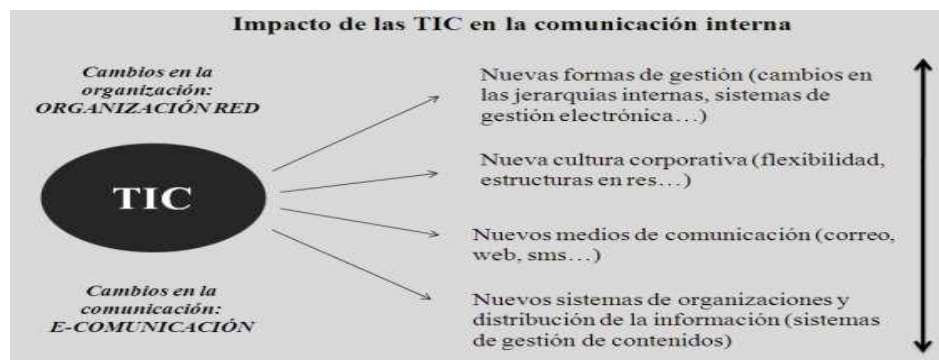 Impacto de las TIC en la comunicación interna
Cambios en la
organización:
ORGANIZACIÓN RED
TIC
Cambios en la
comunicación:
E-COMUNICACIÓN
Nuevas formas de gestión (cambios en
las jerarquías internas, sistemas de
gestión electrónica…)
Nueva cultura corporativa (flexibilidad,
estructuras en res…)
Nuevos medios de comunicación (correo,
web, sms…)
Nuevos sistemas de organizaciones y
distribución de la información (sistemas
de gestión de contenidos)